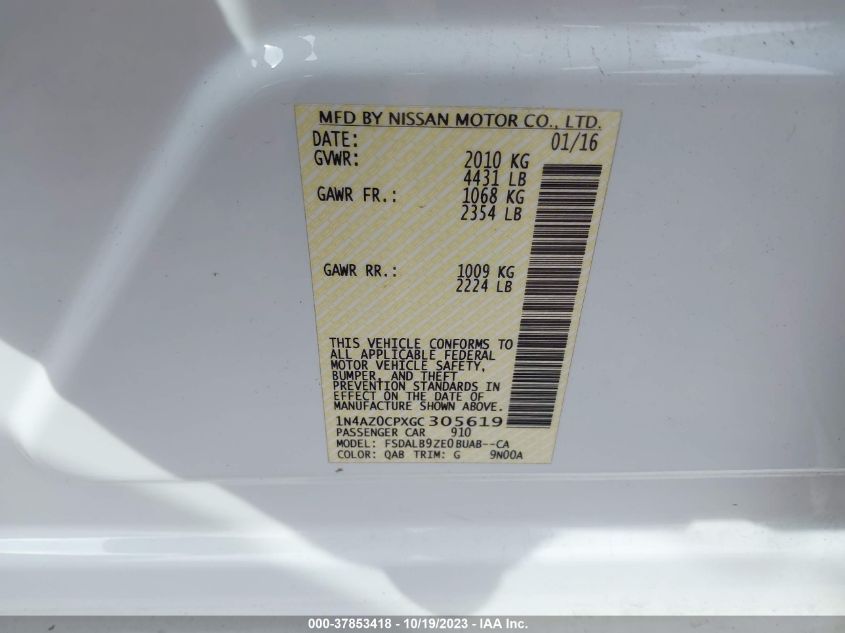 MFD BY NISSAN MOTOR CO., LTD.
DATE: 01/16
GVWR: 2010 KG
4431 LB
GAWR FR.: 1068 KG
2354 LB
GAWR RR.: 1009 KG
2224 LB
THIS VEHICLE CONFORMS TO
ALL APPLICABLE FEDERAL
MOTOR VEHICLE SAFETY,
BUMPER, AND THEFT
PREVENTION STANDARDS IN
EFFECT ON THE DATE OF
MANUFACTURE SHOWN ABOVE.
1N4AZ0CPXGC305619
PASSENGER CAR 910
MODEL: FSDALB9ZE0BUAB--CA
COLOR: QAB TRIM: G 9N00A
000-37853418 - 10/19/2023 - IAA Inc.